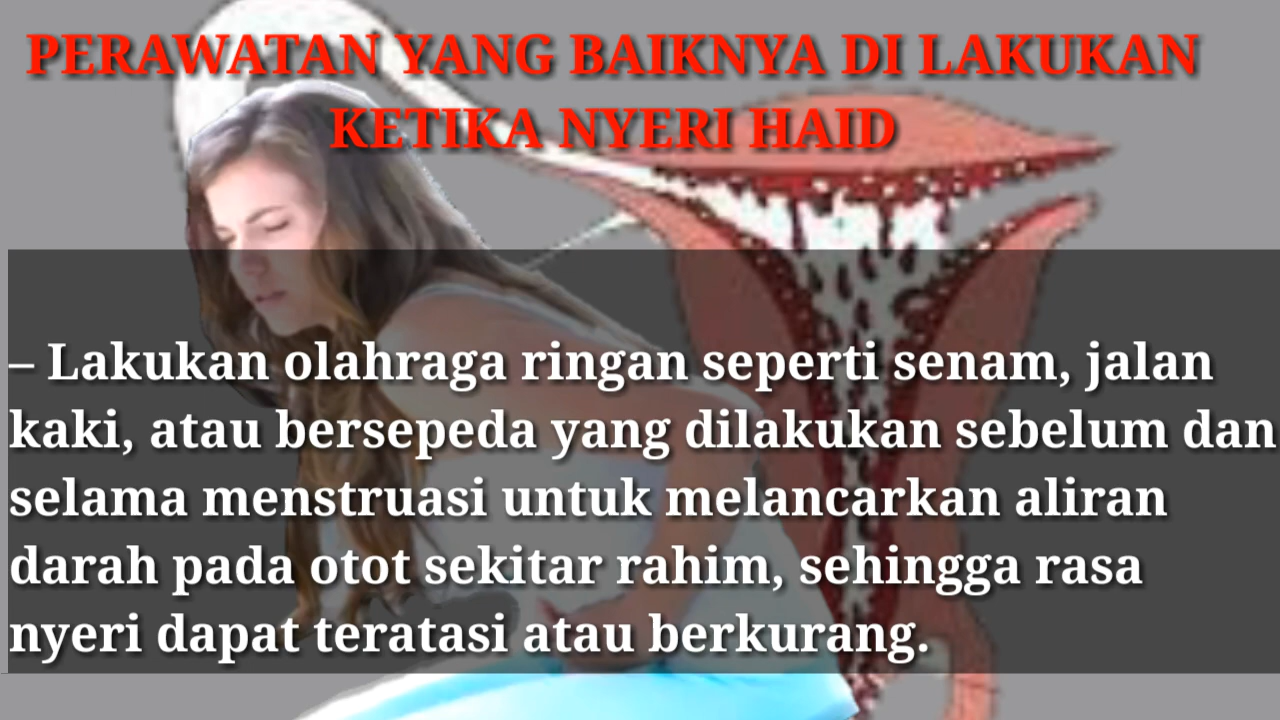 PERAWATAN YANG BAIKNYA DI LAKUKAN
KETIKA NYERI HAID
– Lakukan olahraga ringan seperti senam, jalan
kaki, atau bersepeda yang dilakukan sebelum dan
selama menstruasi untuk melancarkan aliran
darah pada otot sekitar rahim, sehingga rasa
nyeri dapat teratasi atau berkurang.